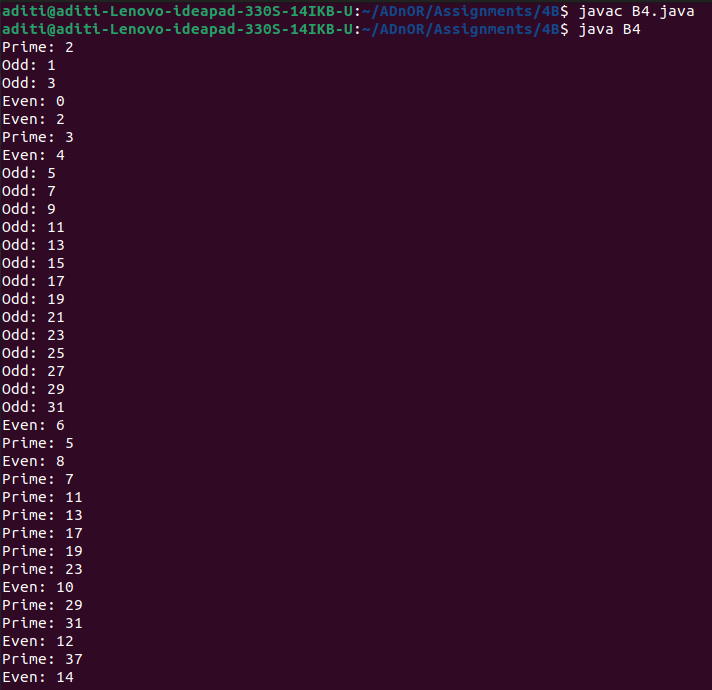 aditi@aditi-Lenovo-ideapad-330S-14IKB-U:~/ADnOR/Assignments/4B$ javac B4.java
aditi@aditi-Lenovo-ideapad-330S-14IKB-U:~/ADnOR/Assignments/4B$ java B4
Prime: 2
Odd: 1
Odd: 3
Even: 0
Even: 2
Prime: 3
Even: 4
Odd: 5
Odd: 7
Odd: 9
Odd: 11
Odd: 13
Odd: 15
Odd: 17
Odd: 19
Odd: 21
Odd: 23
Odd: 25
Odd: 27
Odd: 29
Odd: 31
Even: 6
Prime: 5
Even: 8
Prime: 7
Prime: 11
Prime: 13
Prime: 17
Prime: 19
Prime: 23
Even: 10
Prime: 29
Prime: 31
Even: 12
Prime: 37
Even: 14